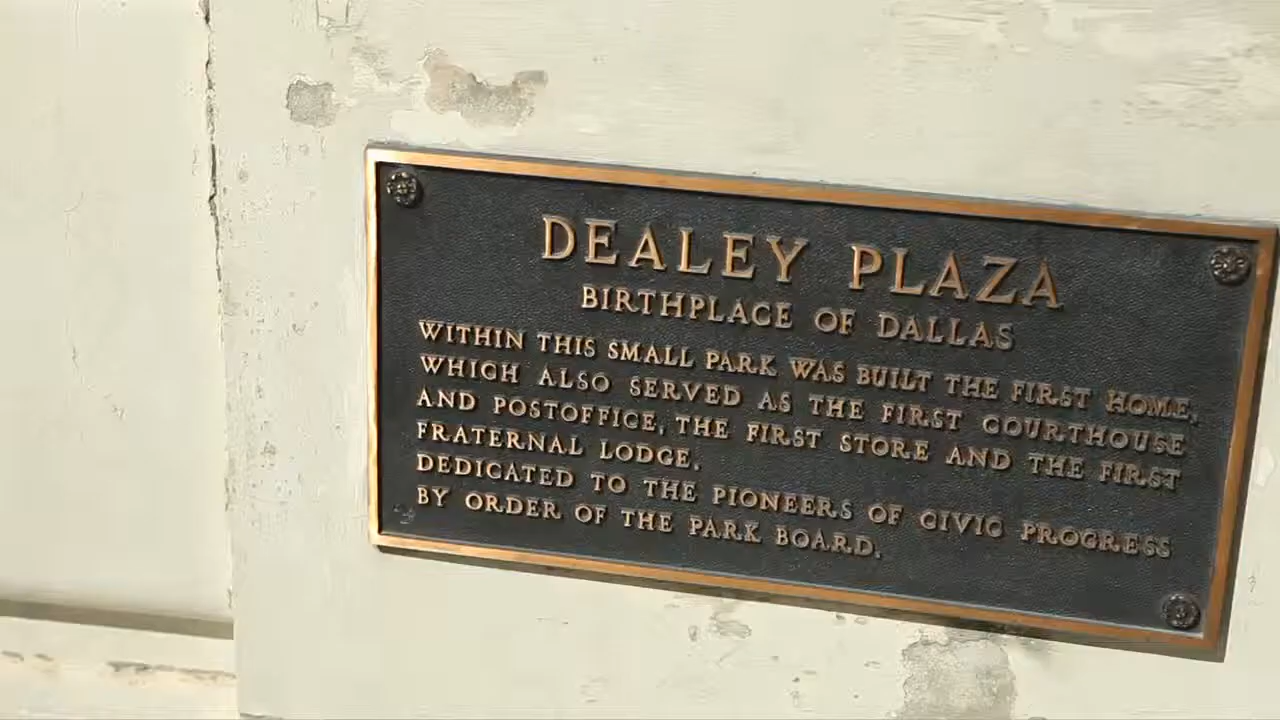 DEALEY PLAZA
BIRTHPLACE OF DALLAS
WITHIN THIS SMALL PARK WAS BUILT THE FIRST HOME,
WHICH ALSO SERVED AS THE FIRST COURTHOUSE
AND POSTOFFICE, THE FIRST STORE AND THE FIRST
FRATERNAL LODGE.
DEDICATED TO THE PIONEERS OF CIVIC PROGRESS
BY ORDER OF THE PARK BOARD.